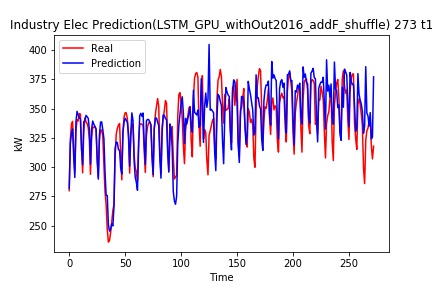 Industry Elec Prediction(LSTM_GPU_withOut2016_addF_shuffle) 273 t1
Real
Prediction
400
375
350
325
300
275
250
kW
0 50 100 150 200 250
Time